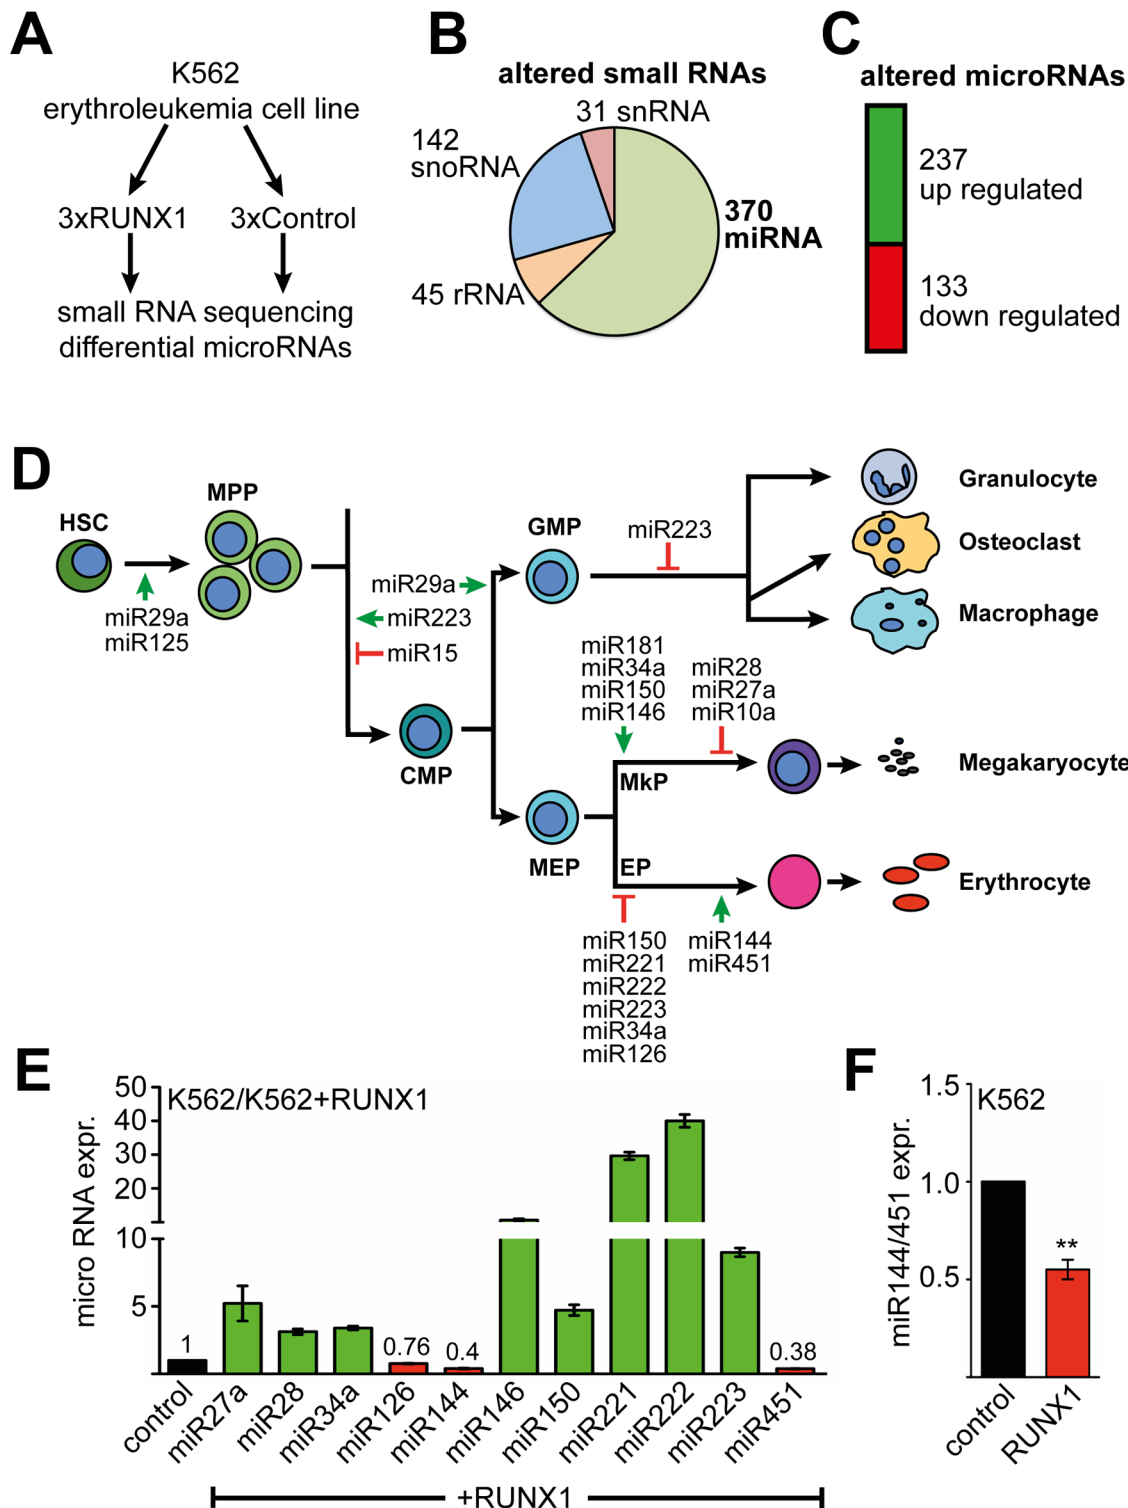 A
K562
erythroleukemia cell line
3xRUNX1
3xControl
small RNA sequencing
differential microRNAs
B
altered small RNAs
31 snRNA
142
snoRNA
370
miRNA
45 rRNA
C
altered microRNAs
237
up regulated
133
down regulated
D
HSC
MPP
miR29a
miR125
miR29a
miR223
miR15
CMP
GMP
miR223
Granulocyte
Osteoclast
Macrophage
miR181
miR34a
miR150
miR146
miR28
miR27a
miR10a
MkP
Megakaryocyte
MEP
EP
Erythrocyte
miR150
miR221
miR222
miR223
miR34a
miR126
miR144
miR451
E
K562/K562+RUNX1
micro RNA expr.
50
40
30
20
10
5
1
0.76
0.4
0.38
control
miR27a
miR28
miR34a
miR126
miR144
miR146
miR150
miR221
miR222
miR223
miR451
+RUNX1
F
K562
miR144/451 expr.
1.5
1.0
0.5
**
control
RUNX1